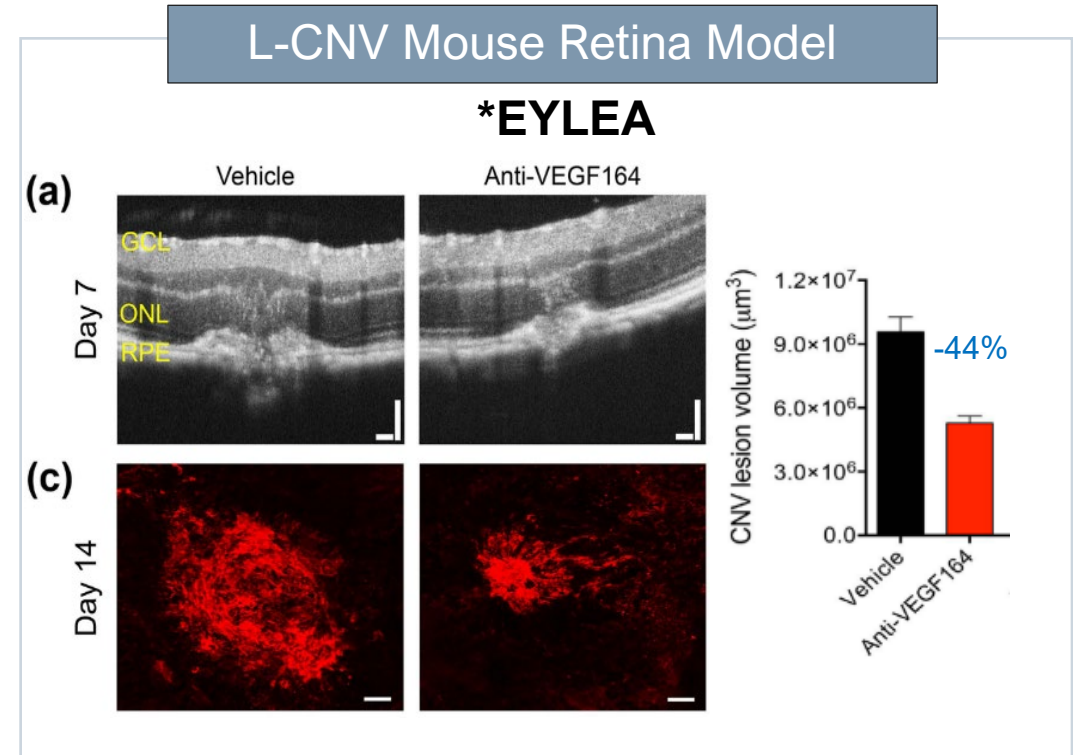 L-CNV Mouse Retina Model
*EYLEA
(a)
Vehicle
Anti-VEGF164
Day 7
GCL
ONL
RPE
(c)
Day 14
CNV lesion volume (μm³)
1.2×10⁷
9.0×10⁶
6.0×10⁶
3.0×10⁶
0.0
-44%
Vehicle
Anti-VEGF164